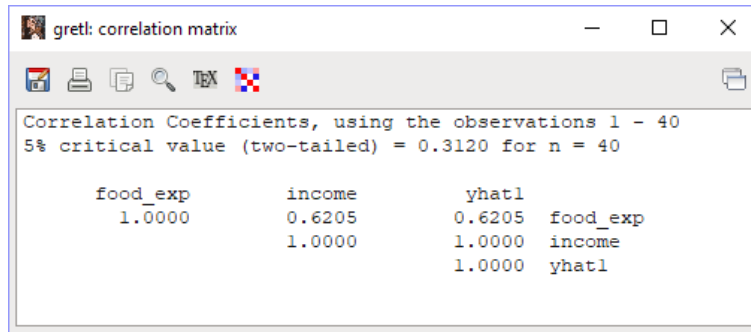 gretl: correlation matrix
TEX
Correlation Coefficients, using the observations 1 - 40
5% critical value (two-tailed) = 0.3120 for n = 40
food_exp income yhat1
1.0000 0.6205 0.6205 food_exp
1.0000 1.0000 income
1.0000 yhat1